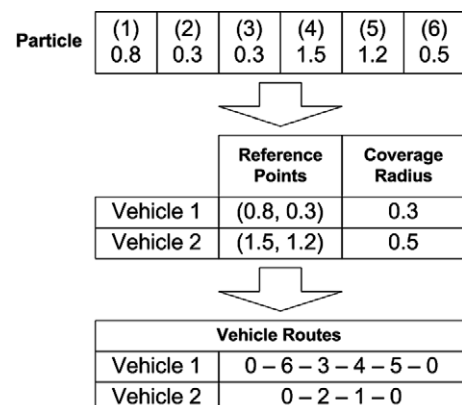 Particle
(1) (2) (3) (4) (5) (6)
0.8 0.3 0.3 1.5 1.2 0.5
Reference Points Coverage Radius
Vehicle 1 (0.8, 0.3) 0.3
Vehicle 2 (1.5, 1.2) 0.5
Vehicle Routes
Vehicle 1 0 – 6 – 3 – 4 – 5 – 0
Vehicle 2 0 – 2 – 1 – 0